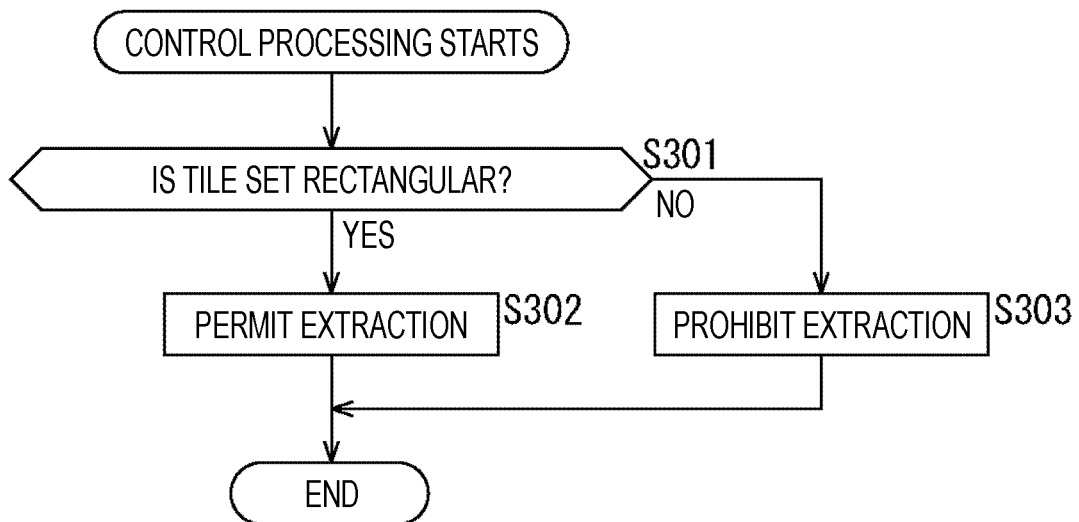 CONTROL PROCESSING STARTS
IS TILE SET RECTANGULAR?
S301
NO
YES
PERMIT EXTRACTION
S302
PROHIBIT EXTRACTION
S303
END